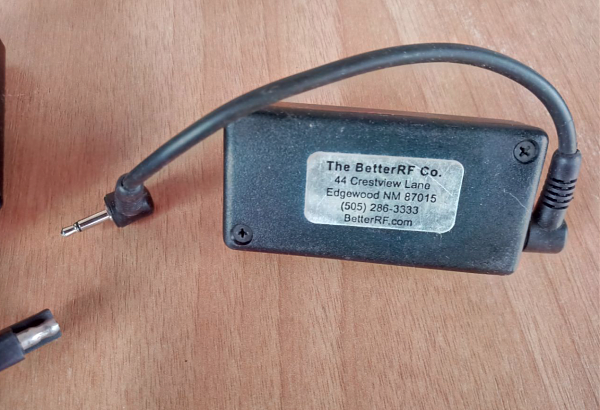 The BetterRF Co.
44 Crestview Lane
Edgewood NM 87015
(505) 286-3333
BetterRF.com